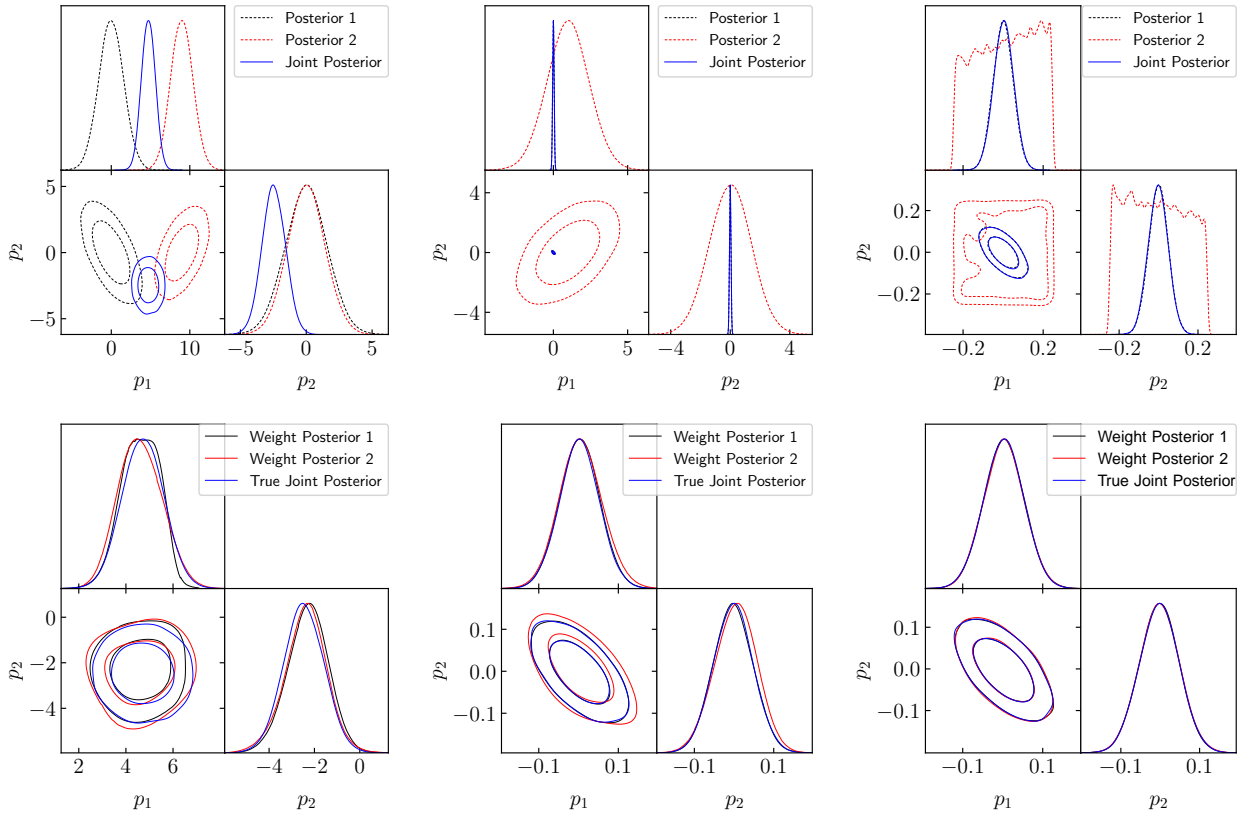 Posterior 1
Posterior 2
Joint Posterior
5
0
−5
p2
0
10
p1
−5
0
5
p2
Posterior 1
Posterior 2
Joint Posterior
4
0
−4
p2
0
5
p1
−4
−2
0
2
4
p2
Posterior 1
Posterior 2
Joint Posterior
0.2
0.0
−0.2
p2
−0.2
0.2
p1
−0.2
0.0
0.2
p2
Weight Posterior 1
Weight Posterior 2
True Joint Posterior
0
−2
−4
p2
2
4
6
p1
−4
−2
0
p2
Weight Posterior 1
Weight Posterior 2
True Joint Posterior
0.1
0.0
−0.1
p2
−0.1
0.1
p1
−0.1
0.1
p2
Weight Posterior 1
Weight Posterior 2
True Joint Posterior
0.1
0.0
−0.1
p2
−0.1
0.1
p1
−0.1
0.1
p2